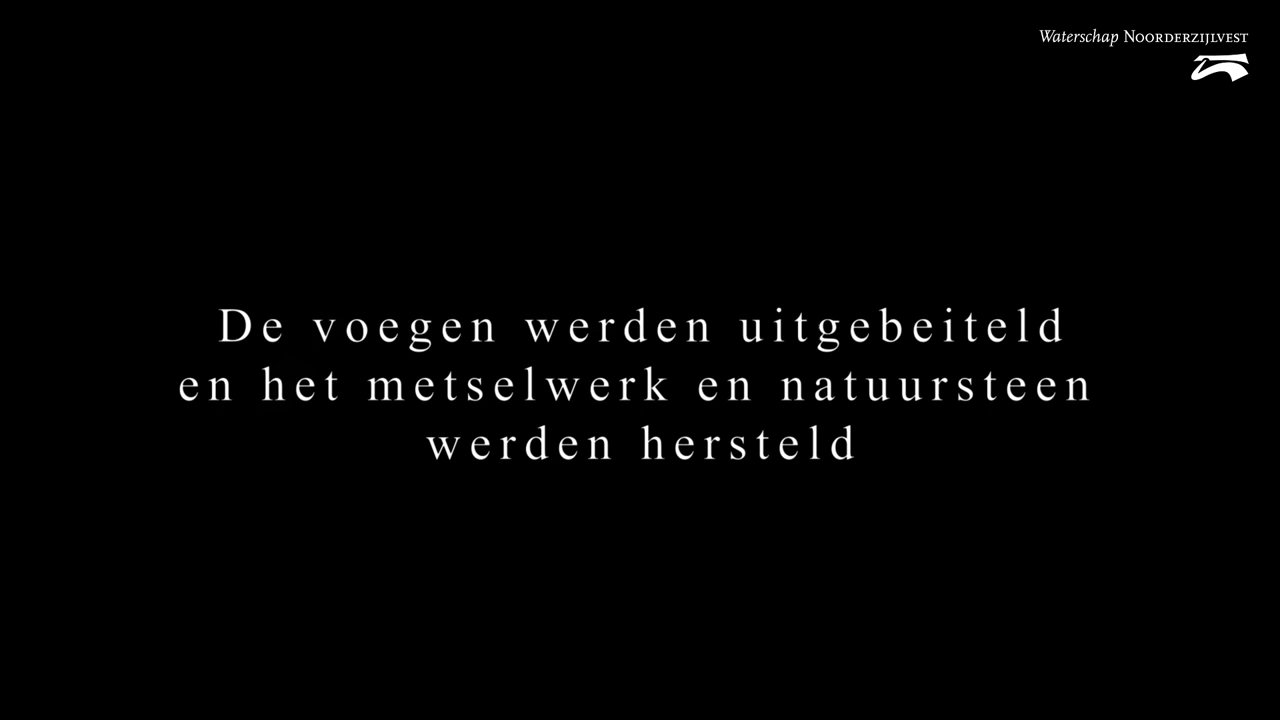 Waterschap NOORDERZIJLVEST
De voegen werden uitgebeiteld
en het metselwerk en natuursteen
werden hersteld